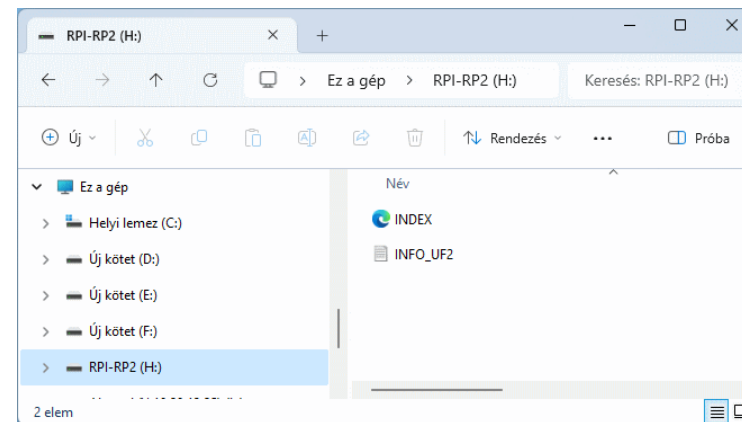 RPI-RP2 (H:)
Ez a gép > RPI-RP2 (H:)
Keresés: RPI-RP2 (H:)
Új
Rendezés
Próba
Ez a gép
Helyi lemez (C:)
Új kötet (D:)
Új kötet (E:)
Új kötet (F:)
RPI-RP2 (H:)
Név
INDEX
INFO_UF2
2 elem